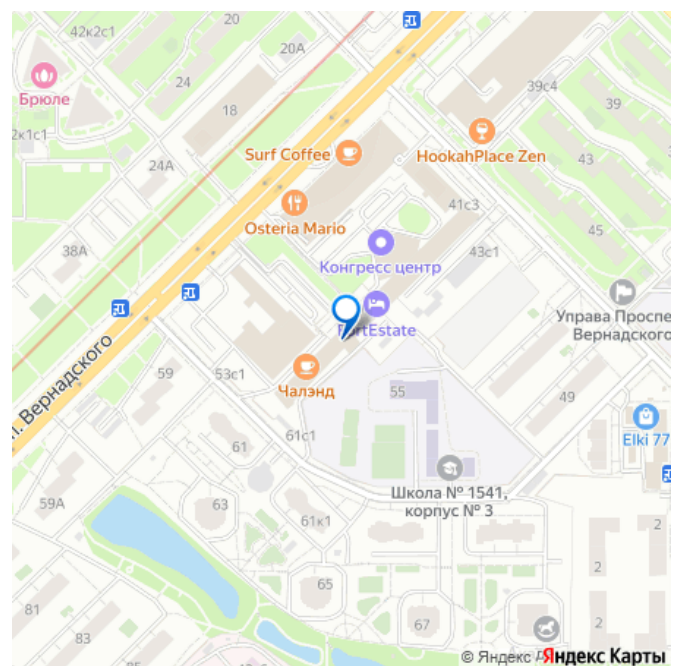 42к2с1
20
20А
24
Брюле
18
39с4
39
2к1с1
Surf Coffee
HookahPlace Zen
43
24А
41с3
Osteria Mario
45
38А
Конгресс центр
43с1
Управа Проспе
Вернадского
Вернадского
59
53с1
Чалэнд
55
49
61с1
Elki 77
61
Школа № 1541,
корпус № 3
59А
63
61к1
2
2
65
81
67
2
83
© Яндекс
Яндекс Карты